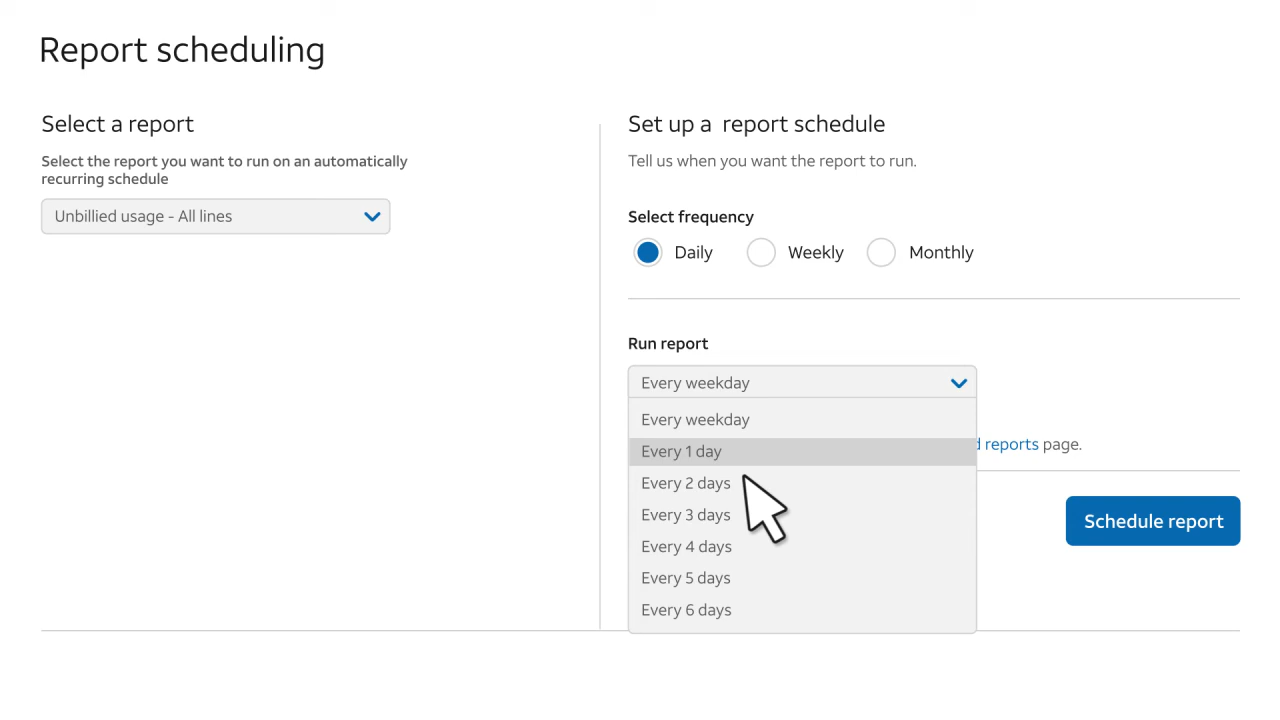 Report scheduling
Select a report
Select the report you want to run on an automatically
recurring schedule
Unbillied usage - All lines
Set up a report schedule
Tell us when you want the report to run.
Select frequency
Daily Weekly Monthly
Run report
Every weekday
Every weekday
Every 1 day
reports page.
Every 2 days
Every 3 days
Every 4 days
Every 5 days
Every 6 days
Schedule report